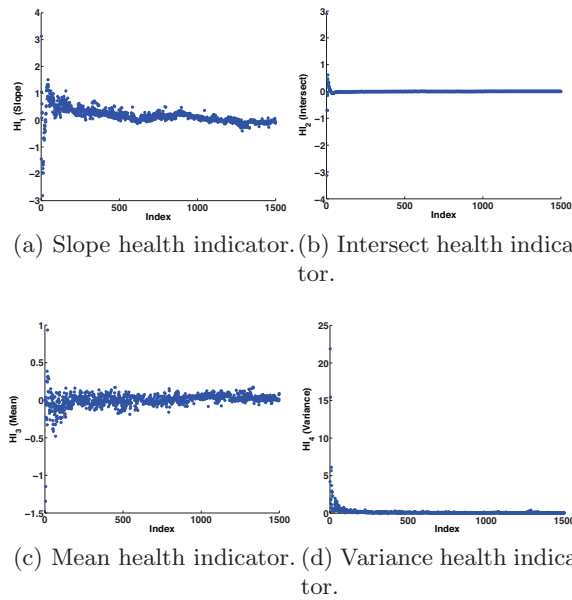 4
3
2
1
0
−1
−2
−3
HI1 (Slope)
0 500 1000 1500
Index
4
3
2
1
0
−1
−2
−3
−4
HI2 (Intersect)
0 500 1000 1500
Index
(a) Slope health indicator.
(b) Intersect health indica
tor.
1
0.5
0
−0.5
−1
−1.5
HI3 (Mean)
0 500 1000 1500
Index
25
20
15
10
5
0
HI4 (Variance)
0 500 1000 1500
Index
(c) Mean health indicator.
(d) Variance health indica
tor.